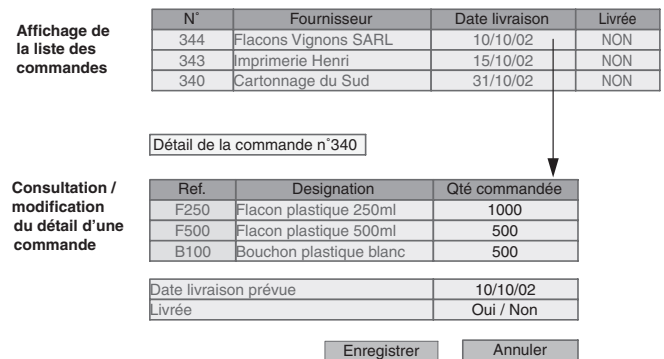 Affichage de
la liste des
commandes
N° Fournisseur Date livraison Livrée
344 Flacons Vignons SARL 10/10/02 NON
343 Imprimerie Henri 15/10/02 NON
340 Cartonnage du Sud 31/10/02 NON
Détail de la commande n°340
Consultation /
modification
du détail d'une
commande
Ref. Designation Qté commandée
F250 Flacon plastique 250ml 1000
F500 Flacon plastique 500ml 500
B100 Bouchon plastique blanc 500
Date livraison prévue 10/10/02
Livrée Oui / Non
Enregistrer Annuler